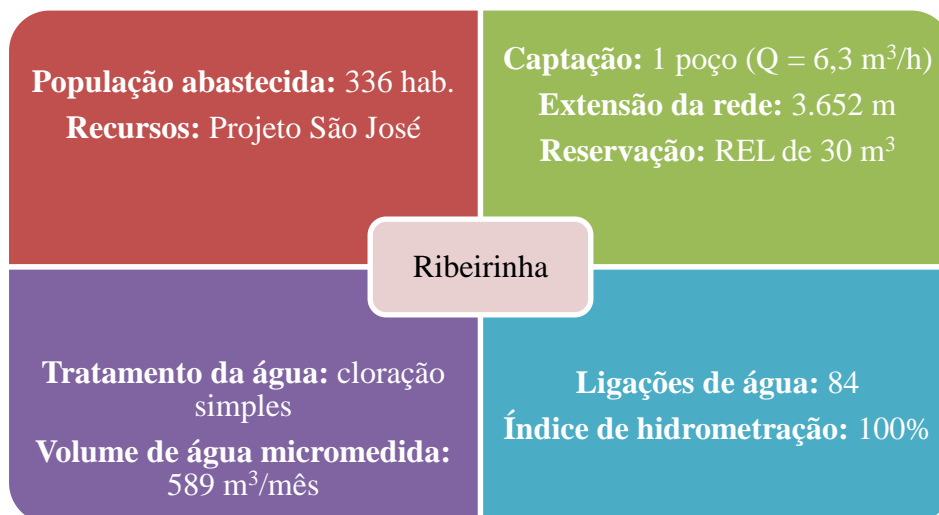 População abastecida: 336 hab.
Recursos: Projeto São José
Captação: 1 poço (Q = 6,3 m³/h)
Extensão da rede: 3.652 m
Reservação: REL de 30 m³
Ribeirinha
Tratamento da água: cloração
simples
Volume de água micromedida:
589 m³/mês
Ligações de água: 84
Índice de hidrometração: 100%